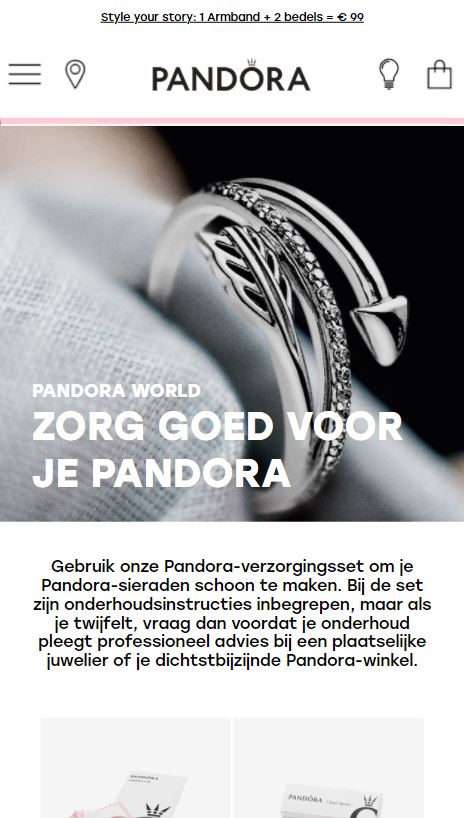 Style your story: 1 Armband + 2 bedels = € 99
PANDORA
PANDORA WORLD
ZORG GOED VOOR
JE PANDORA
Gebruik onze Pandora-verzorgingsset om je
Pandora-sieraden schoon te maken. Bij de set
zijn onderhoudsinstructies inbegrepen, maar als
je twijfelt, vraag dan voordat je onderhoud
pleegt professioneel advies bij een plaatselijke
juwelier of je dichtstbijzijnde Pandora-winkel.
PANDORA
PANDORA